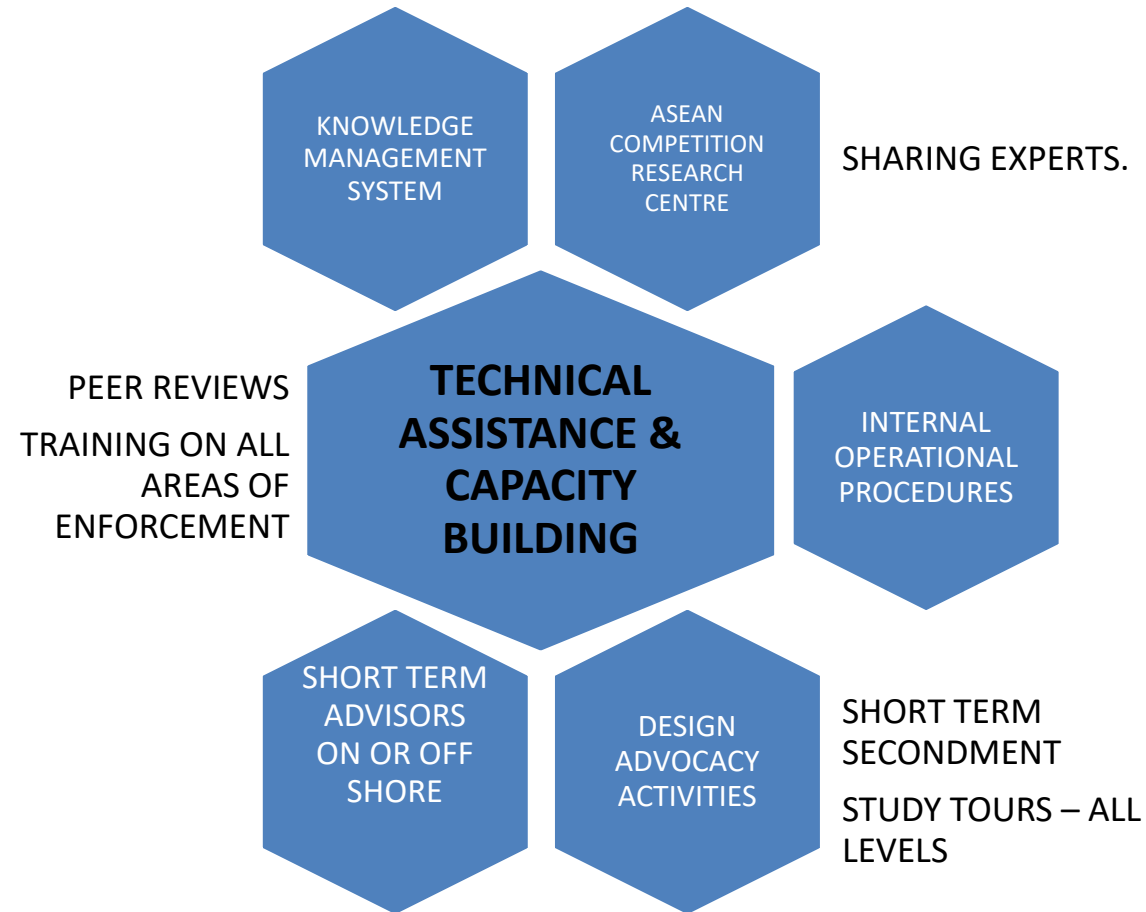 KNOWLEDGE
MANAGEMENT
SYSTEM
ASEAN
COMPETITION
RESEARCH
CENTRE
SHARING EXPERTS.
PEER REVIEWS
TRAINING ON ALL
AREAS OF
ENFORCEMENT
TECHNICAL
ASSISTANCE &
CAPACITY
BUILDING
INTERNAL
OPERATIONAL
PROCEDURES
SHORT TERM
ADVISORS
ON OR OFF
SHORE
DESIGN
ADVOCACY
ACTIVITIES
SHORT TERM
SECONDMENT
STUDY TOURS – ALL
LEVELS